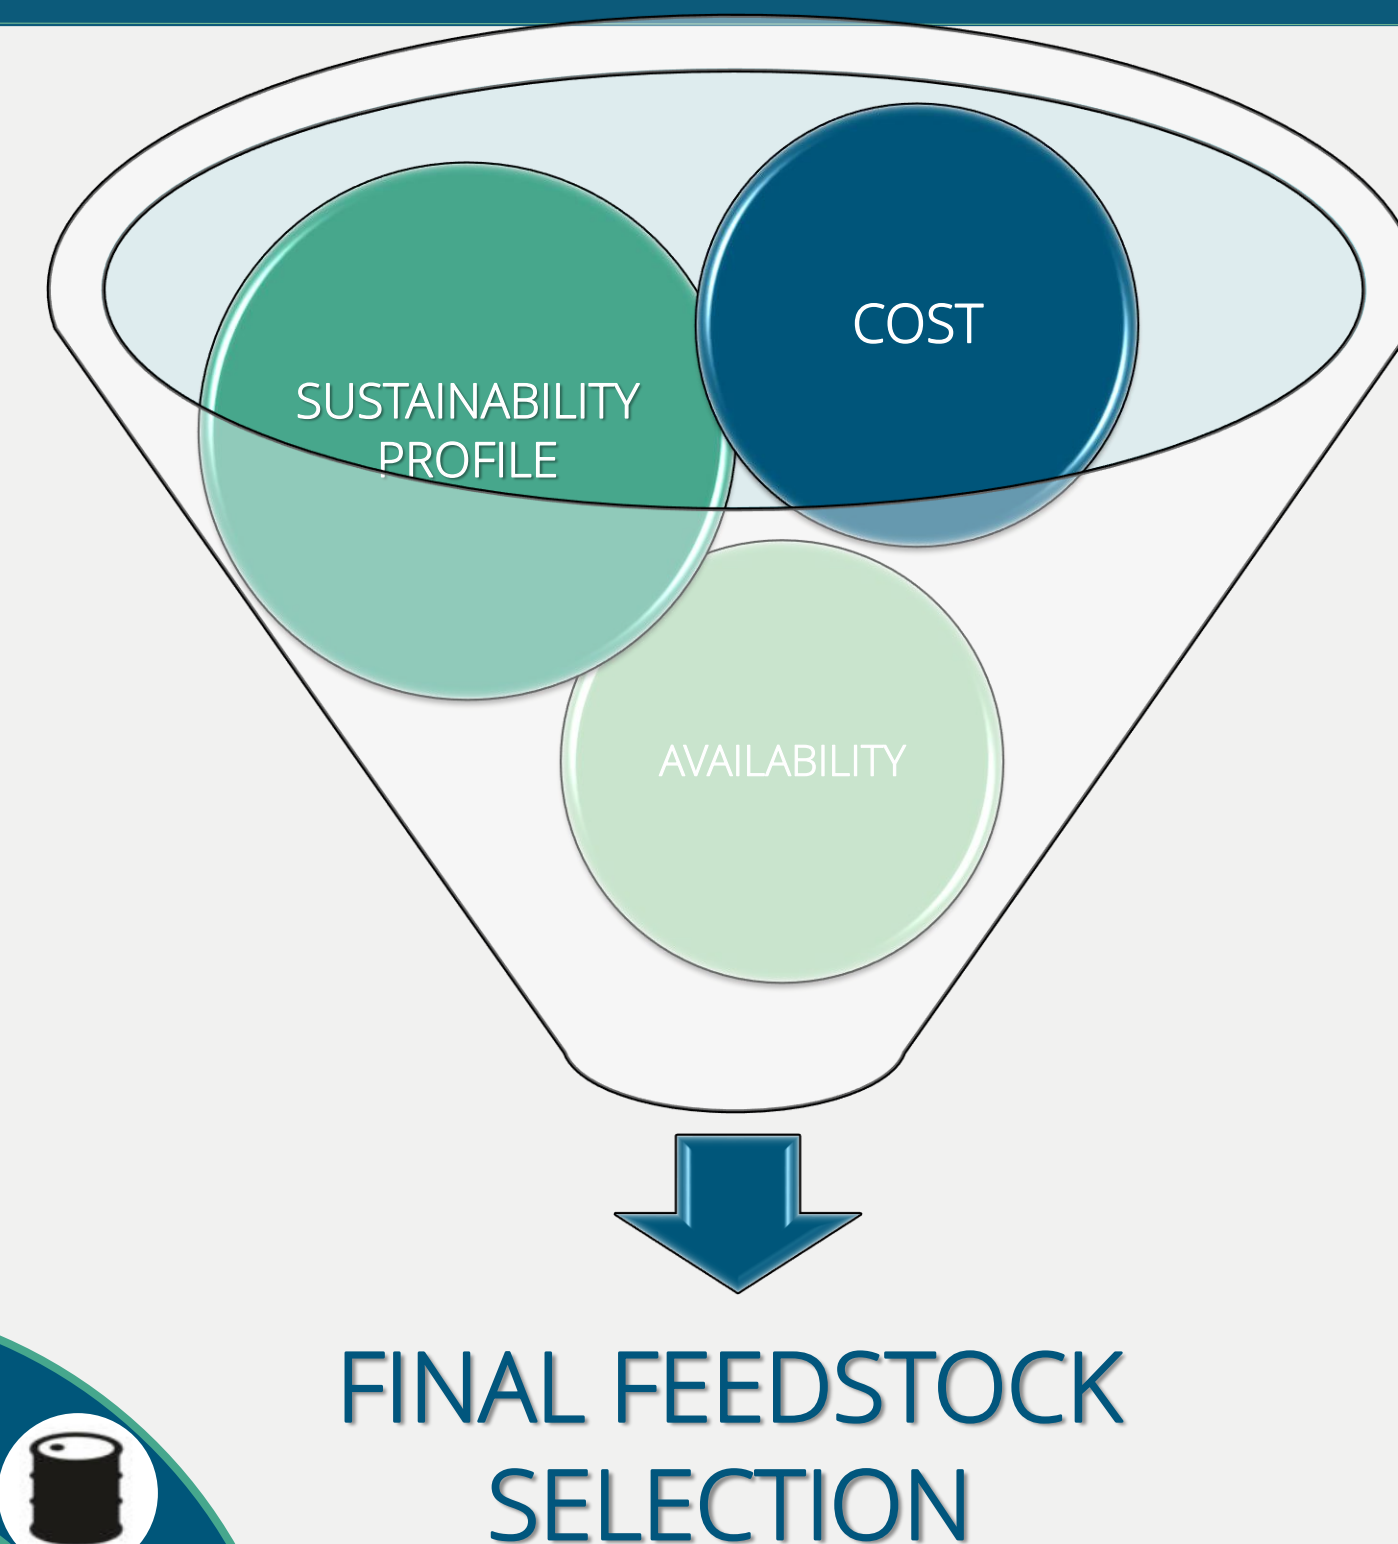 COST
SUSTAINABILITY
PROFILE
AVAILABILITY
FINAL FEEDSTOCK
SELECTION